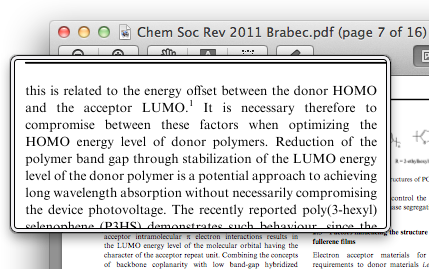 Chem Soc Rev 2011 Brabec.pdf (page 7 of 16)
this is related to the energy offset between the donor HOMO
and the acceptor LUMO.¹ It is necessary therefore to
compromise between these factors when optimizing the
HOMO energy level of donor polymers. Reduction of the
polymer band gap through stabilization of the LUMO energy
level of the donor polymer is a potential approach to achieving
long wavelength absorption without necessarily compromising
the device photovoltage. The recently reported poly(3-hexyl)
selenophene (P3HS) demonstrates such behaviour, since the
acceptor intramolecular it electron interactions results in
the LUMO energy level of the molecular orbital having the
character of the acceptor repeat unit. Combining the concepts
of backbone coplanarity with low-band-gap hybridized
ructures of PC
control the
ase segregat
the structure
fullerene films
Electron acceptor materials for
requirements to donor materials